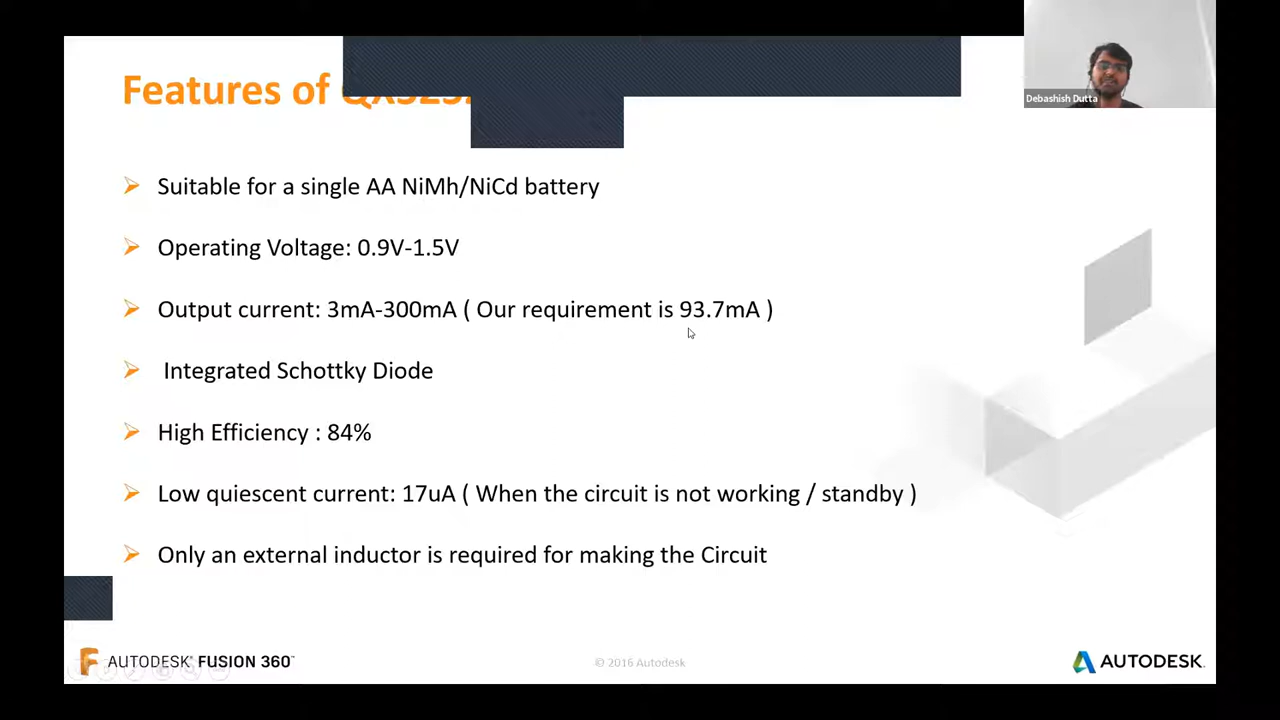 Features of
Debashish Dutta
Suitable for a single AA NiMh/NiCd battery
Operating Voltage: 0.9V-1.5V
Output current: 3mA-300mA ( Our requirement is 93.7mA )
Integrated Schottky Diode
High Efficiency : 84%
Low quiescent current: 17uA ( When the circuit is not working / standby )
Only an external inductor is required for making the Circuit
AUTODESK® FUSION 360™
© 2016 Autodesk
AUTODESK.